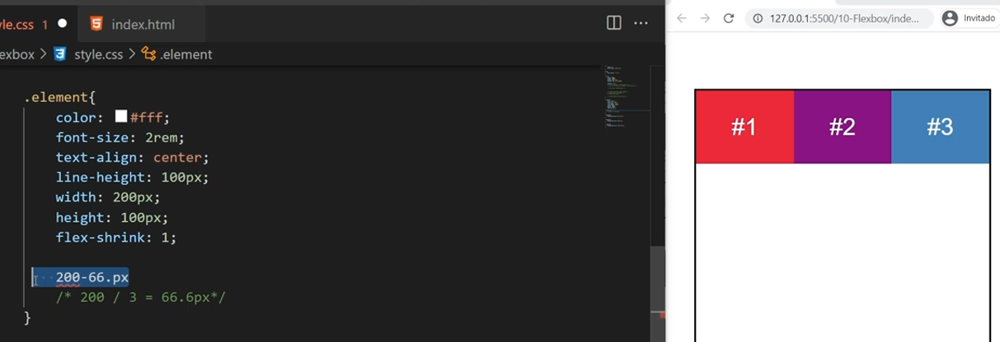 le.css 1 index.html
exbox > style.css > .element
.element{
color: #fff;
font-size: 2rem;
text-align: center;
line-height: 100px;
width: 200px;
height: 100px;
flex-shrink: 1;
200-66.px
/* 200 / 3 = 66.6px*/
}
127.0.0.1:5500/10-Flexbox/inde...
Invitado
#1 #2 #3